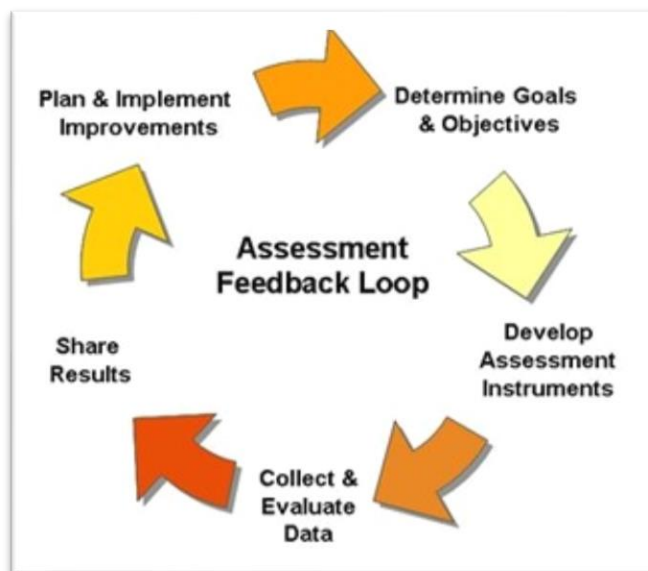 Plan & Implement
Improvements
Determine Goals
& Objectives
Assessment
Feedback Loop
Develop
Assessment
Instruments
Share
Results
Collect &
Evaluate
Data